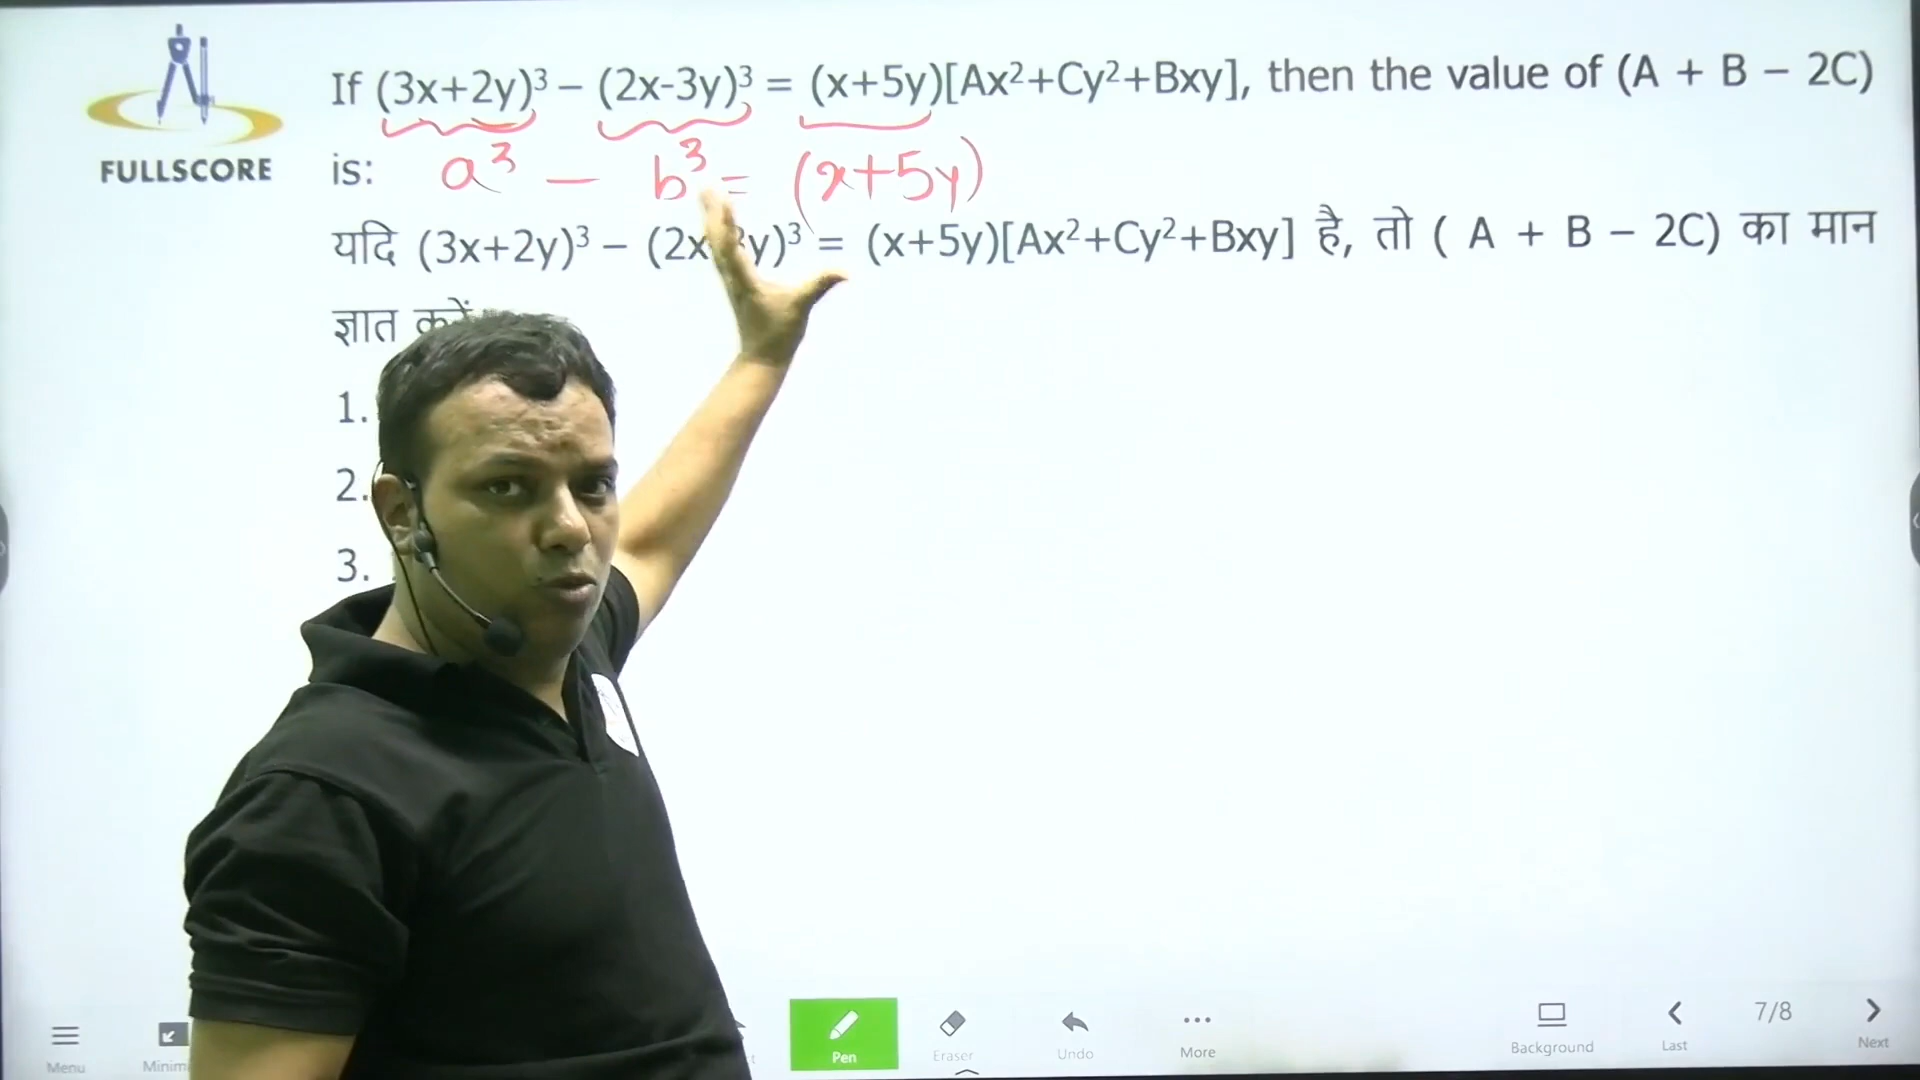 FULLSCORE
If (3x+2y)³ – (2x-3y)³ = (x+5y)[Ax²+Cy²+Bxy], then the value of (A + B – 2C)
is:
a³ – b³ = (x+5y)
यदि (3x+2y)³ – (2x y)³ = (x+5y)[Ax²+Cy²+Bxy] है, तो ( A + B – 2C) का मान
ज्ञात करें
1.
2.
3.
Menu
Pen
Eraser
Undo
More
Background
Last
7/8
Next